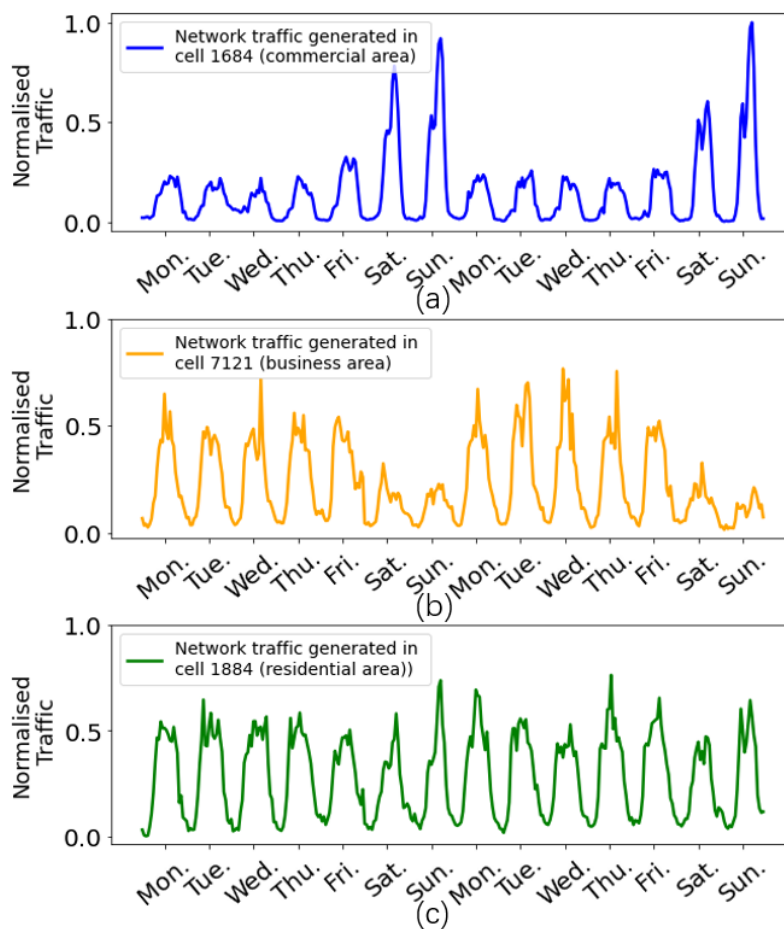 1.0
0.5
0.0
Normalised
Traffic
Network traffic generated in
cell 1684 (commercial area)
Mon. Tue. Wed. Thu. Fri. Sat. Sun. Mon. Tue. Wed. Thu. Fri. Sat. Sun.
(a)
1.0
0.5
0.0
Normalised
Traffic
Network traffic generated in
cell 7121 (business area)
Mon. Tue. Wed. Thu. Fri. Sat. Sun. Mon. Tue. Wed. Thu. Fri. Sat. Sun.
(b)
1.0
0.5
0.0
Normalised
Traffic
Network traffic generated in
cell 1884 (residential area))
Mon. Tue. Wed. Thu. Fri. Sat. Sun. Mon. Tue. Wed. Thu. Fri. Sat. Sun.
(c)